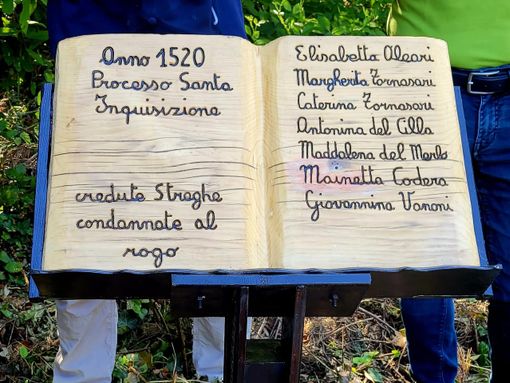 Anno 1520
Processo Santa
Inquisizione
credute Streghe
condannate al
rogo
Elisabetta Oleari
Margherita Fornasari
Caterina Fornasari
Antonina del Cilla
Maddalena del Merlo
Mainetta Codera
Giovannina Vanoni